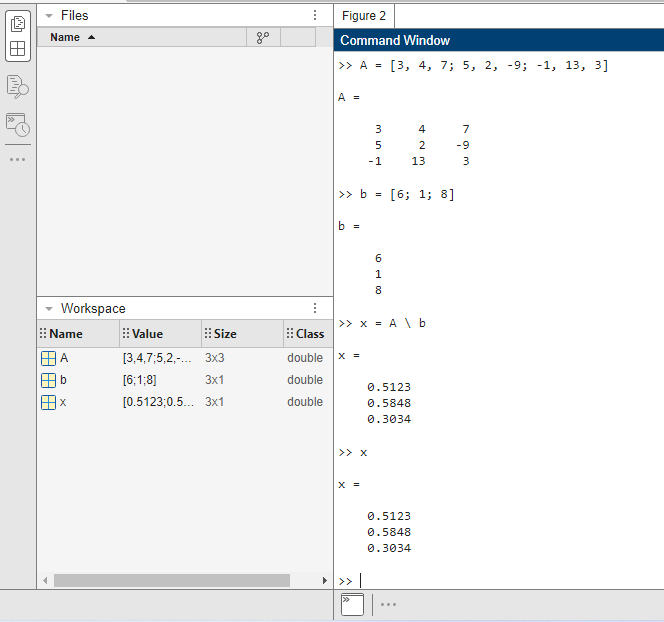 Files
Name
Workspace
Name Value Size Class
A [3,4,7;5,2,-... 3x3 double
b [6;1;8] 3x1 double
x [0.5123;0.5... 3x1 double
Figure 2
Command Window
>> A = [3, 4, 7; 5, 2, -9; -1, 13, 3]
A =
3 4 7
5 2 -9
-1 13 3
>> b = [6; 1; 8]
b =
6
1
8
>> x = A \ b
x =
0.5123
0.5848
0.3034
>> x
x =
0.5123
0.5848
0.3034
>>